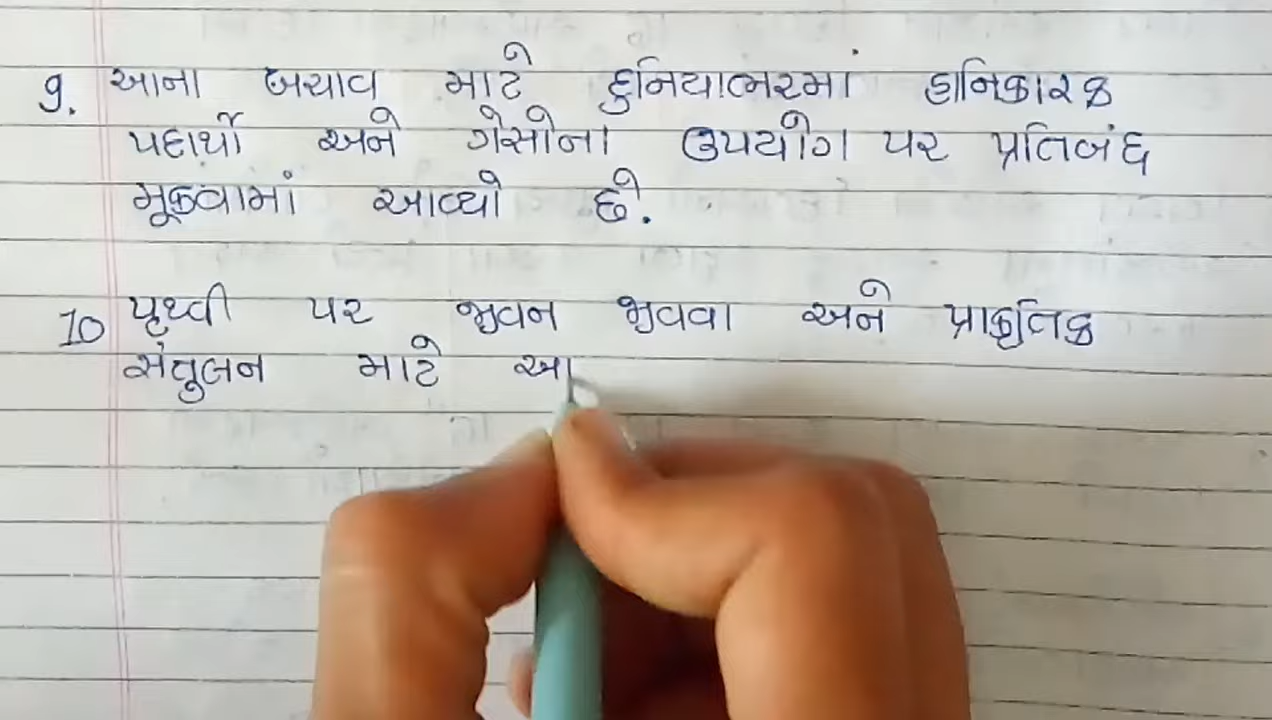 9. આના બચાવ માટે દુનિયાભરમાં હાનિકારક
પદાર્થો અને ગેસોના ઉપયોગ પર પ્રતિબંધ
મૂકવામાં આવ્યો છે.
10 પૃથ્વી પર જીવન જીવવા અને પ્રાકૃતિક
સંતુલન માટે આ